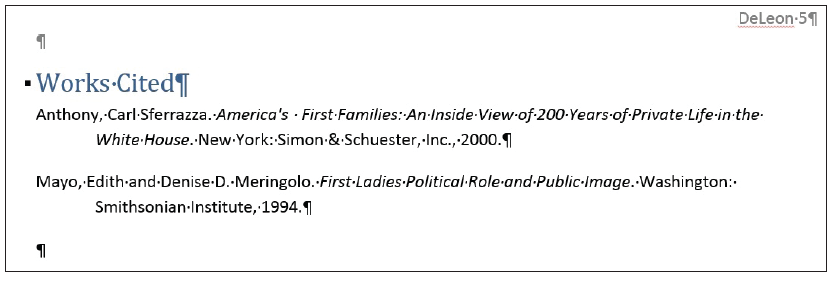 DeLeon·5¶
¶
Works·Cited¶
Anthony,·Carl·Sferrazza.·America's·-·First·Families:·An·Inside·View·of·200·Years·of·Private·Life·in·the·
White·House.·New·York:·Simon·&·Schuester,·Inc.,·2000.¶
Mayo,·Edith·and·Denise·D.·Meringolo.·First·Ladies·Political·Role·and·Public·Image.·Washington:·
Smithsonian·Institute,·1994.¶
¶